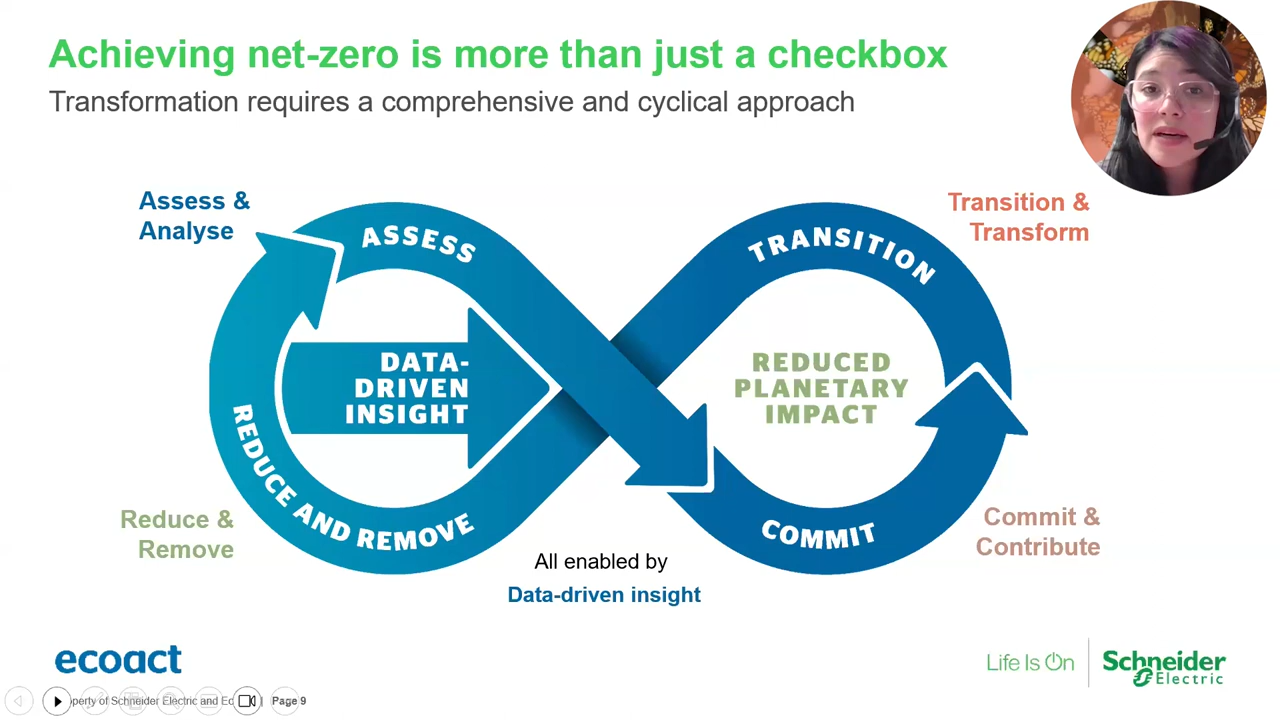 Achieving net-zero is more than just a checkbox
Transformation requires a comprehensive and cyclical approach
Assess &
Analyse
Transition &
Transform
ASSESS
TRANSITION
DATA-
DRIVEN
INSIGHT
REDUCED
PLANETARY
IMPACT
REDUCE AND REMOVE
COMMIT
Reduce &
Remove
Commit &
Contribute
All enabled by
Data-driven insight
ecoact
Life Is On
Schneider
Electric
perty of Schneider Electric and Ec
Page 9